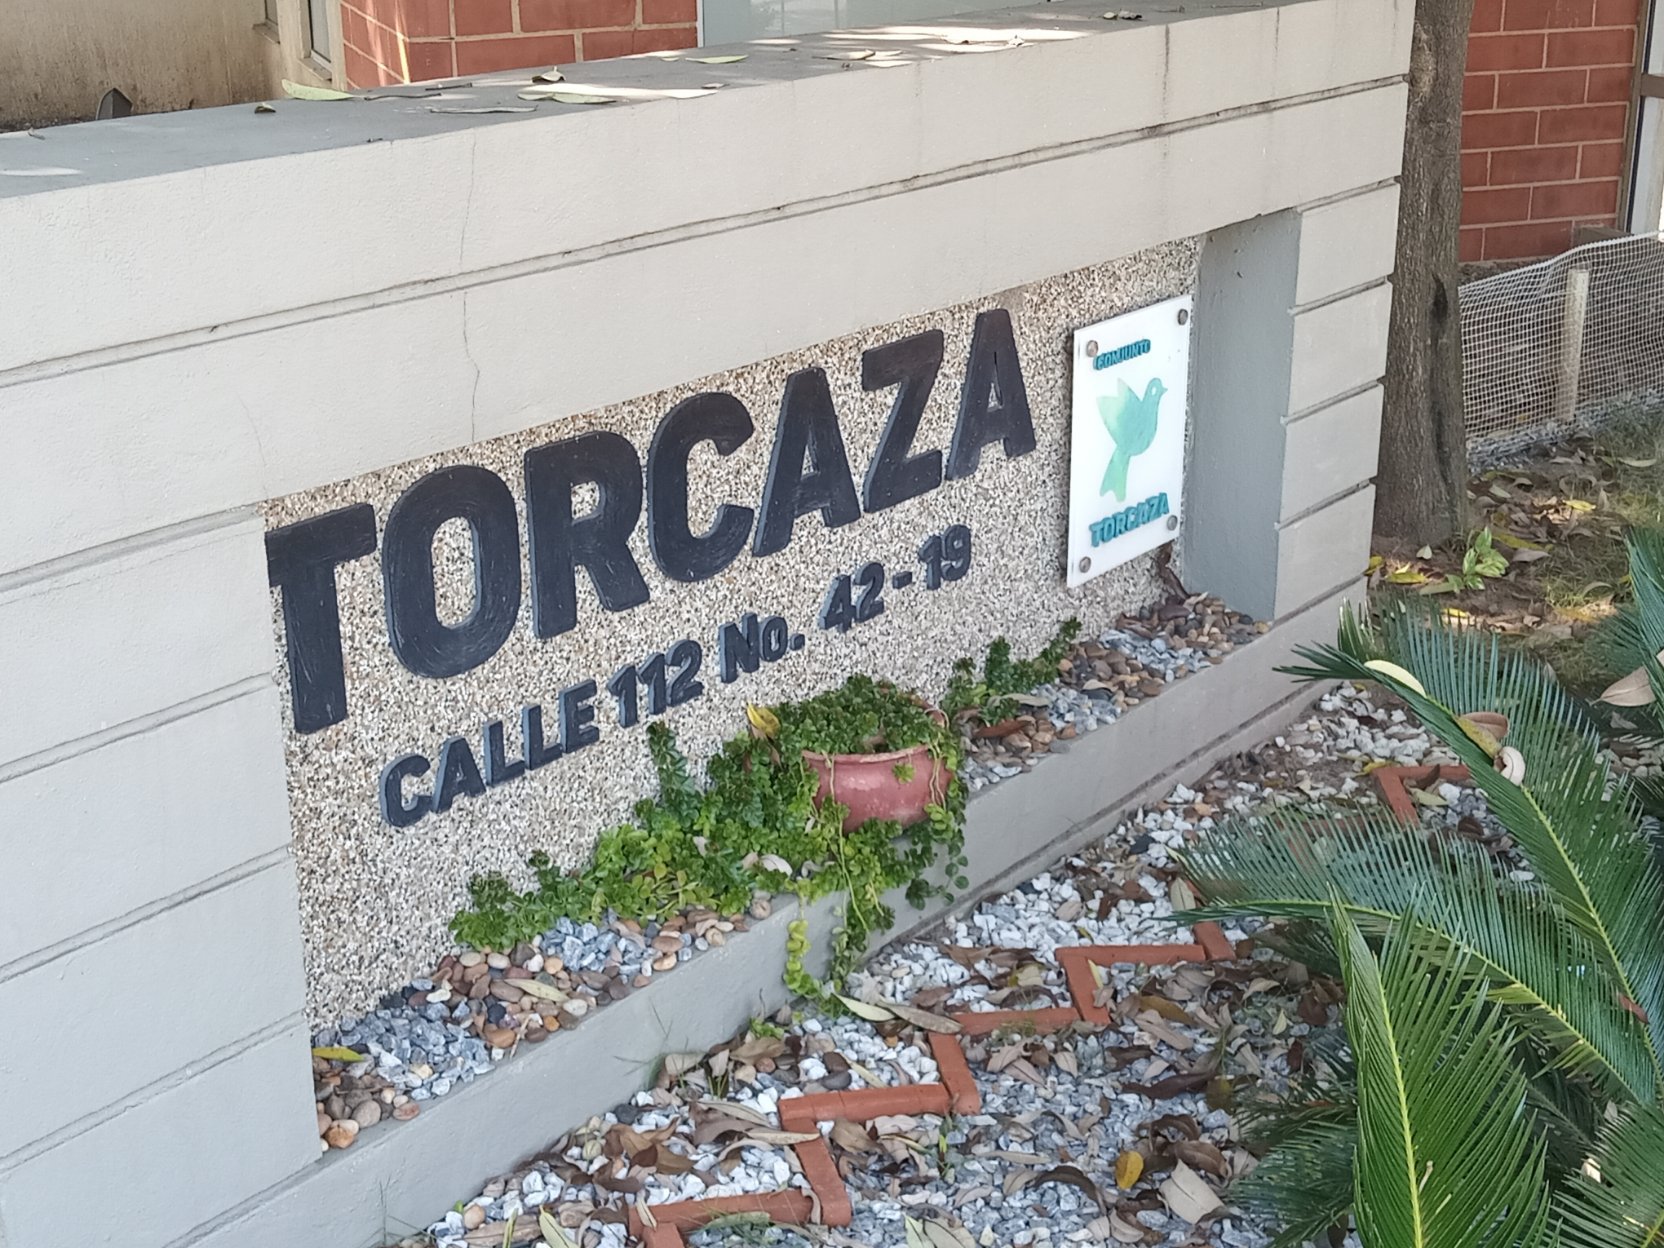 TORCAZA
CALLE 112 No. 42-19
CONJUNTO
TORCAZA